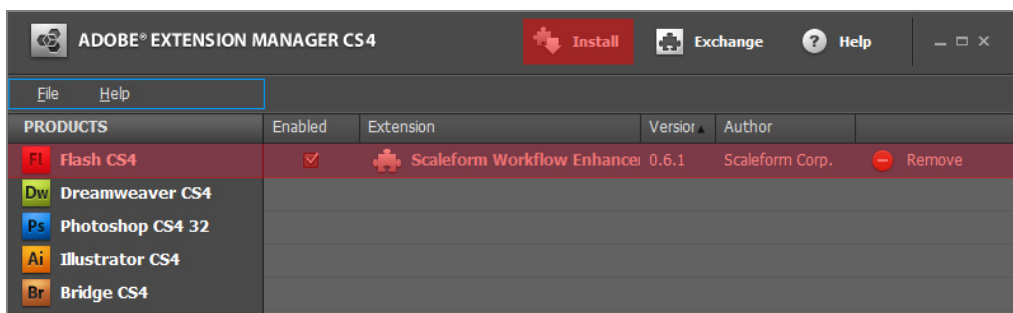 ADOBE® EXTENSION MANAGER CS4 Install Exchange ? Help
File Help
PRODUCTS Enabled Extension Version Author
Fl Flash CS4 Scaleform Workflow Enhancer 0.6.1 Scaleform Corp. Remove
Dw Dreamweaver CS4
Ps Photoshop CS4 32
Ai Illustrator CS4
Br Bridge CS4